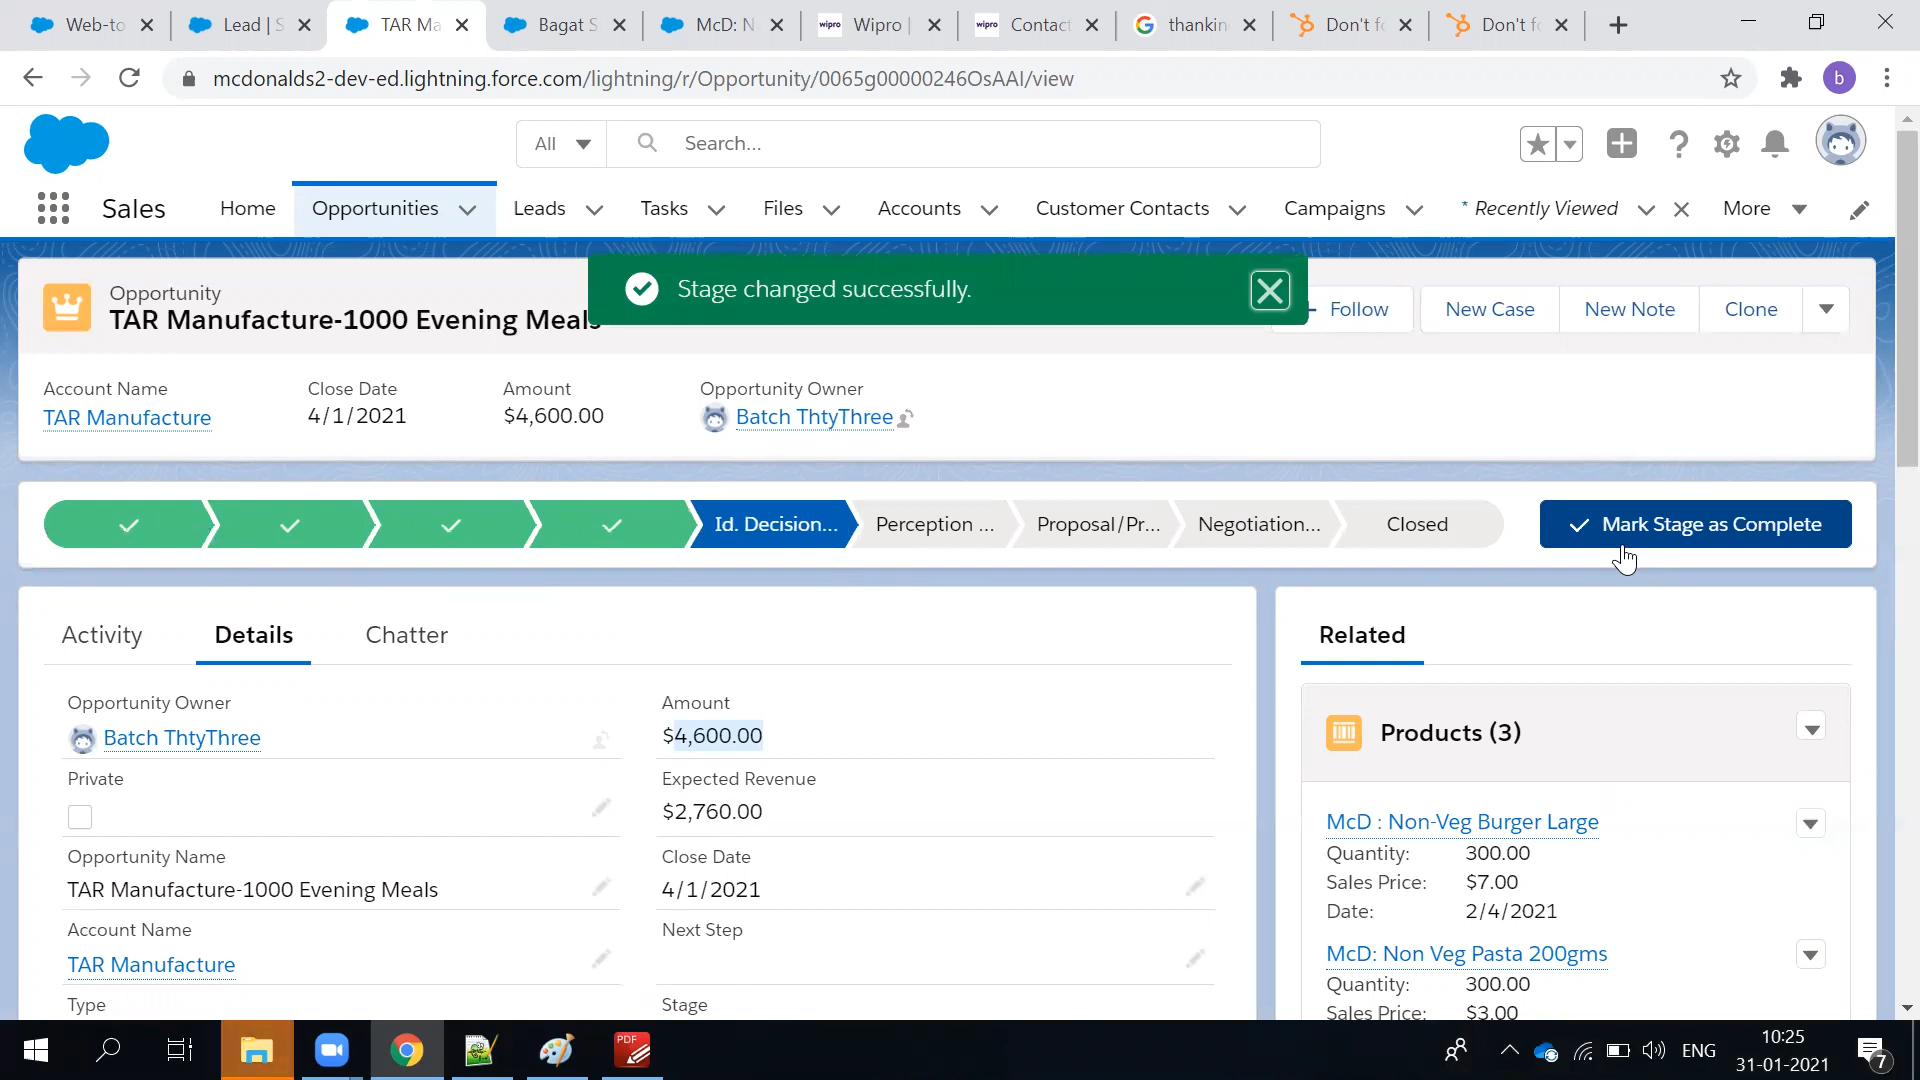 Web-to
Lead | S
TAR Ma
Bagat S
McD: N
wipro
Wipro |
wipro
Contac
thankin
Don't fo
Don't fo
mcdonalds2-dev-ed.lightning.force.com/lightning/r/Opportunity/0065g00000246OsAAI/view
b
All
Search...
Sales
Home
Opportunities
Leads
Tasks
Files
Accounts
Customer Contacts
Campaigns
* Recently Viewed
More
Stage changed successfully.
Opportunity
TAR Manufacture-1000 Evening Meals
Follow
New Case
New Note
Clone
Account Name
Close Date
Amount
Opportunity Owner
TAR Manufacture
4/1/2021
$4,600.00
Batch ThtyThree
Id. Decision...
Perception ...
Proposal/Pr...
Negotiation...
Closed
Mark Stage as Complete
Activity
Details
Chatter
Opportunity Owner
Batch ThtyThree
Amount
$4,600.00
Private
Expected Revenue
$2,760.00
Opportunity Name
TAR Manufacture-1000 Evening Meals
Close Date
4/1/2021
Account Name
TAR Manufacture
Next Step
Type
Stage
Related
Products (3)
McD : Non-Veg Burger Large
Quantity: 300.00
Sales Price: $7.00
Date: 2/4/2021
McD: Non Veg Pasta 200gms
Quantity: 300.00
Sales Price: $3.00
PDF
ENG
10:25
31-01-2021
7